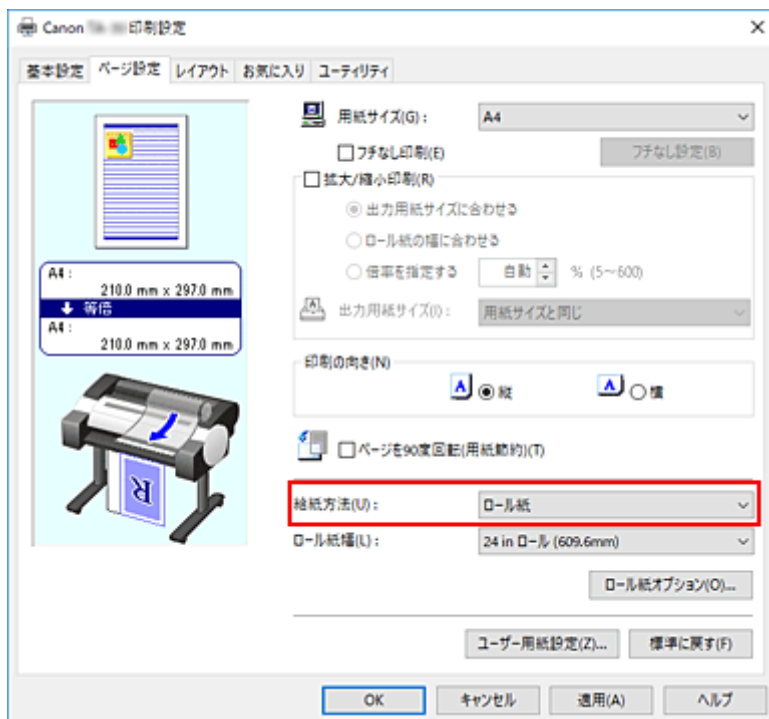 Canon 印刷設定
基本設定 ページ設定 レイアウト お気に入り ユーティリティ
用紙サイズ(G)： A4
フチなし印刷(E) フチなし設定(B)
拡大/縮小印刷(R)
出力用紙サイズに合わせる
ロール紙の幅に合わせる
倍率を指定する 自動 % (5～600)
出力用紙サイズ(I)： 用紙サイズと同じ
A4：
210.0 mm x 297.0 mm
等倍
A4：
210.0 mm x 297.0 mm
印刷の向き(N)
A 縦 A 横
ページを90度回転(用紙節約)(T)
R
給紙方法(U)： ロール紙
ロール紙幅(L)： 24 in ロール (609.6mm)
ロール紙オプション(O)...
ユーザー用紙設定(Z)... 標準に戻す(F)
OK キャンセル 適用(A) ヘルプ